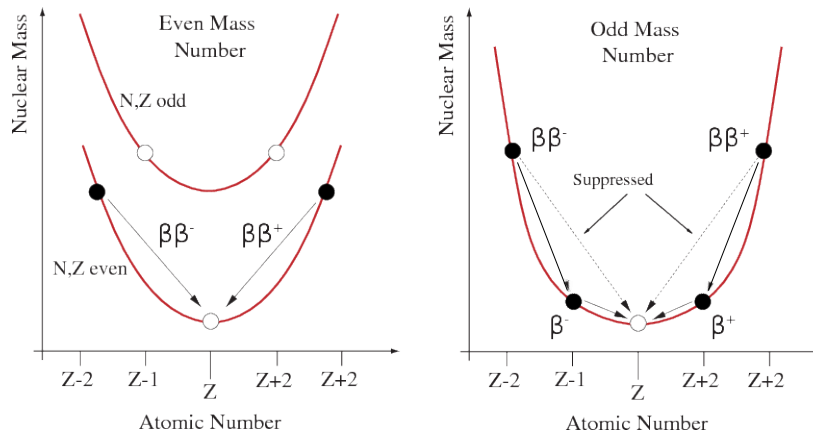 Even Mass
Number
Nuclear Mass
N,Z odd
ββ-
ββ+
N,Z even
Z-2
Z-1
Z
Z+2
Z+2
Atomic Number
Odd Mass
Number
Nuclear Mass
ββ-
ββ+
Suppressed
β-
β+
Z-2
Z-1
Z
Z+2
Z+2
Atomic Number